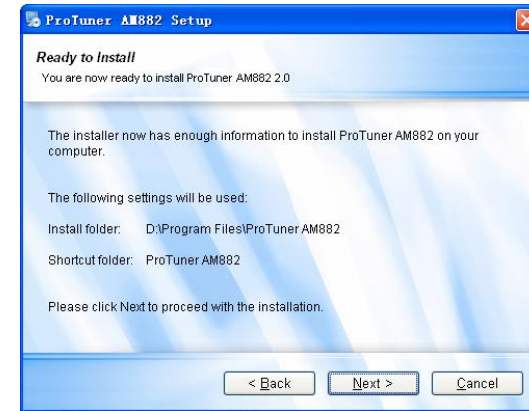 ProTuner AM882 Setup
Ready to Install
You are now ready to install ProTuner AM882 2.0
The installer now has enough information to install ProTuner AM882 on your
computer.
The following settings will be used:
Install folder: D:\Program Files\ProTuner AM882
Shortcut folder: ProTuner AM882
Please click Next to proceed with the installation.
< Back Next > Cancel